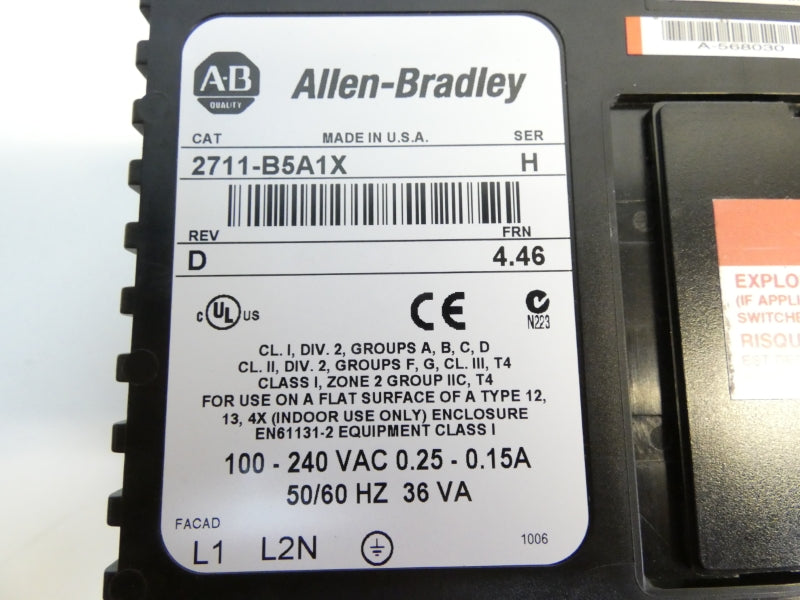 A-568030
A·B
QUALITY
Allen-Bradley
CAT MADE IN U.S.A. SER
2711-B5A1X H
REV FRN
D 4.46
c UL US CE N223
CL. I, DIV. 2, GROUPS A, B, C, D
CL. II, DIV. 2, GROUPS F, G, CL. III, T4
CLASS I, ZONE 2 GROUP IIC, T4
FOR USE ON A FLAT SURFACE OF A TYPE 12,
13, 4X (INDOOR USE ONLY) ENCLOSURE
EN61131-2 EQUIPMENT CLASS I
100 - 240 VAC 0.25 - 0.15A
50/60 HZ 36 VA
FACAD
L1 L2N 1006
EXPLO
(IF APPLI
SWITCHE
RISQU